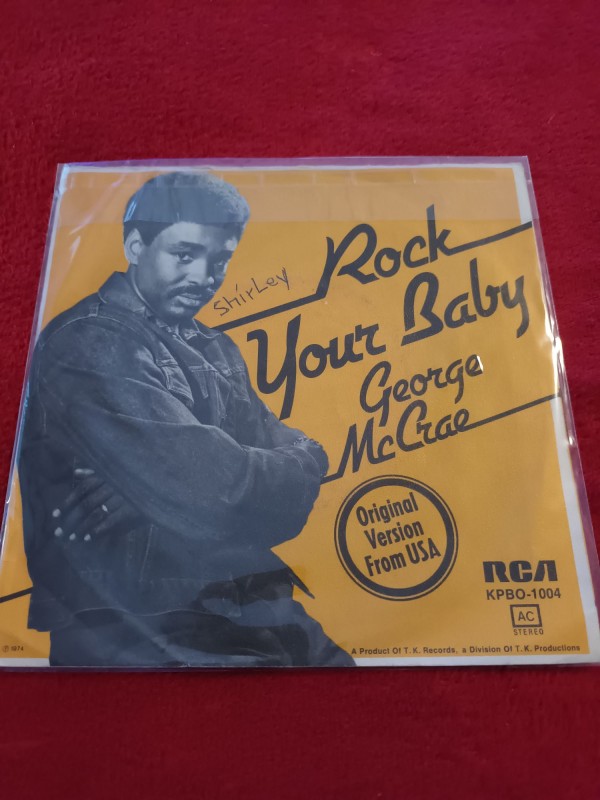 Rock
ShirLey
Your Baby
George
McCrae
Original
Version
From USA
RCA
KPBO-1004
AC
STEREO
℗ 1974
A Product Of T. K. Records, a Division Of T. K. Productions